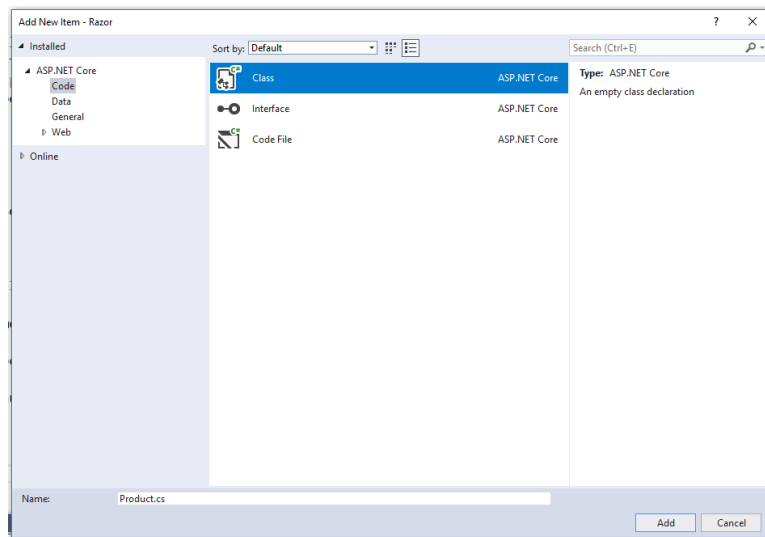 Add New Item - Razor
? ×
Installed
Sort by: Default
Search (Ctrl+E)
ASP.NET Core
Code
Data
General
Web
Online
C# Class ASP.NET Core
Interface ASP.NET Core
C# Code File ASP.NET Core
Type: ASP.NET Core
An empty class declaration
Name: Product.cs
Add Cancel